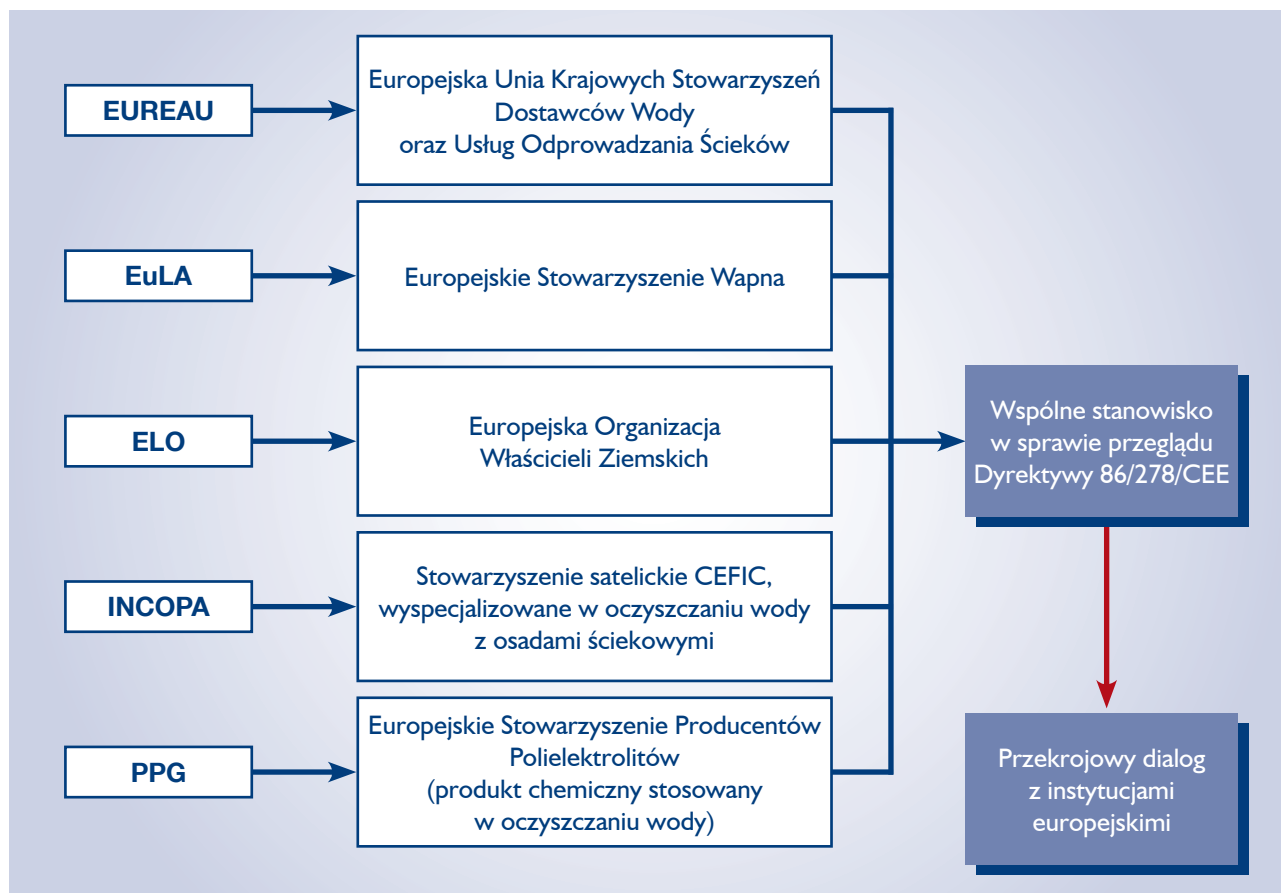 EUREAU
Europejska Unia Krajowych Stowarzyszeń
Dostawców Wody
oraz Usług Odprowadzania Ścieków
EuLA
Europejskie Stowarzyszenie Wapna
ELO
Europejska Organizacja
Właścicieli Ziemskich
INCOPA
Stowarzyszenie satelickie CEFIC,
wyspecjalizowane w oczyszczaniu wody
z osadami ściekowymi
PPG
Europejskie Stowarzyszenie Producentów
Polielektrolitów
(produkt chemiczny stosowany
w oczyszczaniu wody)
Wspólne stanowisko
w sprawie przeglądu
Dyrektywy 86/278/CEE
Przekrojowy dialog
z instytucjami
europejskimi